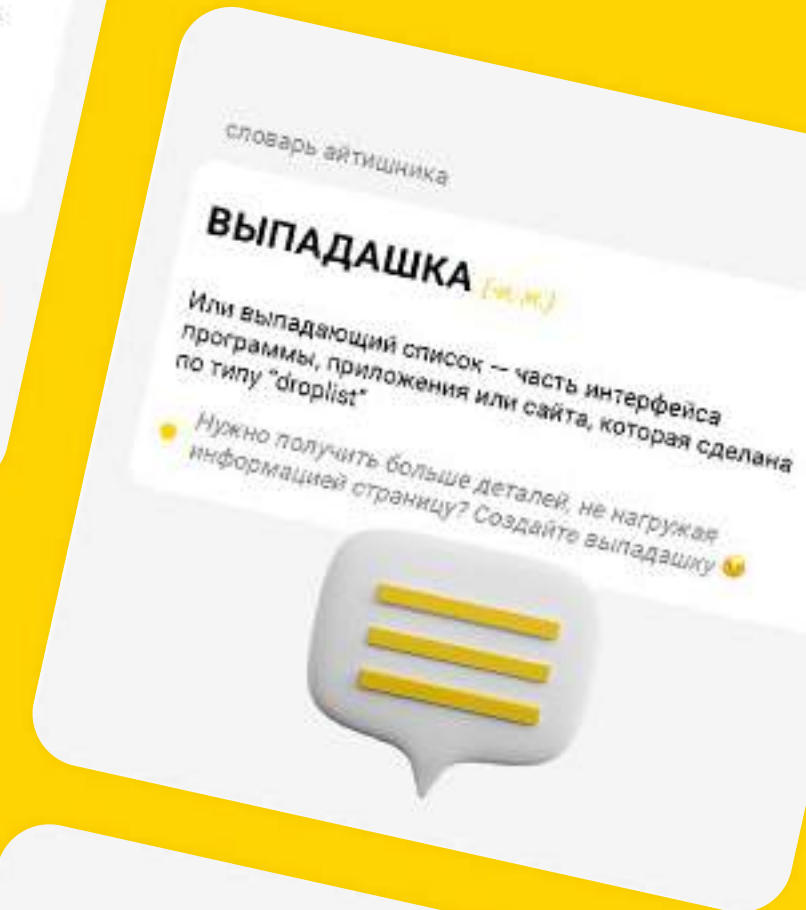 словарь айтишника
ВЫПАДАШКА
Или выпадающий список -- часть интерфейса
программы, приложения или сайта, которая сделана
по типу "droplist"
Нужно получить больше деталей, не нагружая
информацией страницу? Создайте выпадашку